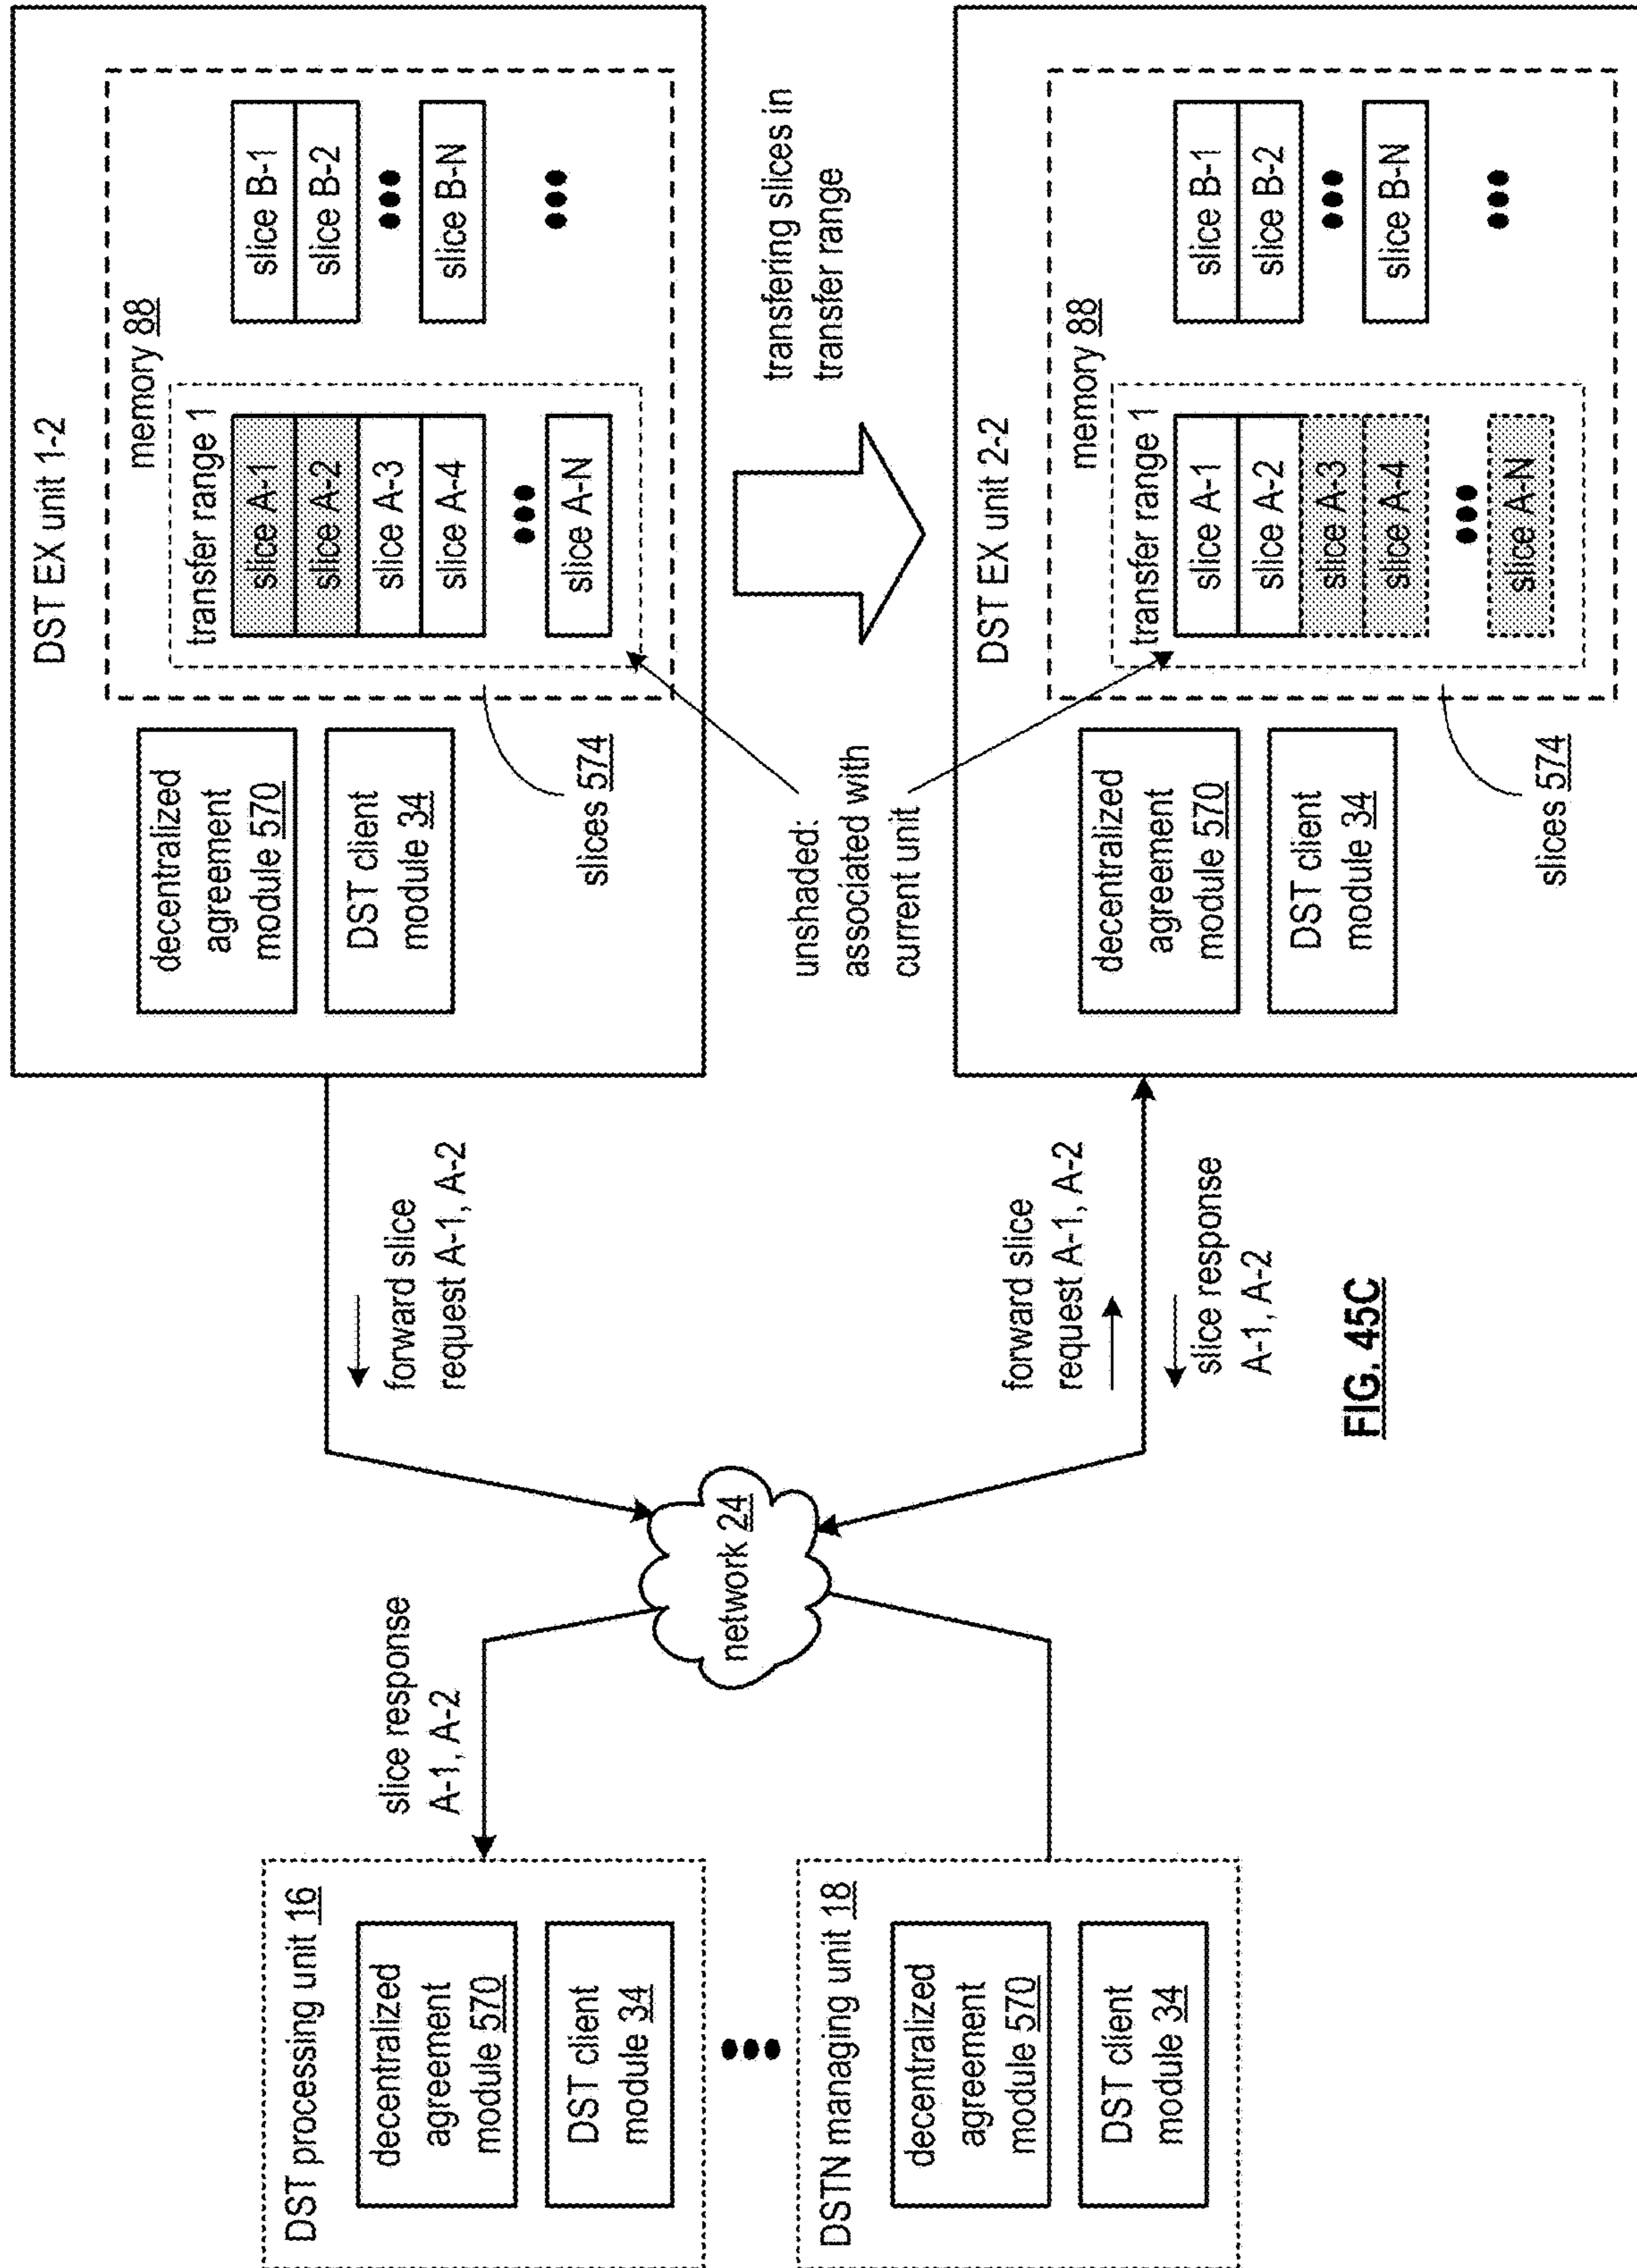 DST processing unit 16
decentralized
agreement
module 570
DST client
module 34
DSTN managing unit 18
decentralized
agreement
module 570
DST client
module 34
slice response
A-1, A-2
network 24
forward slice
request A-1, A-2
forward slice
request A-1, A-2
slice response
A-1, A-2
DST EX unit 1-2
decentralized
agreement
module 570
DST client
module 34
memory 88
transfer range 1
slice A-1
slice A-2
slice A-3
slice A-4
slice A-N
slice B-1
slice B-2
slice B-N
slices 574
unshaded:
associated with
current unit
transfering slices in
transfer range
DST EX unit 2-2
decentralized
agreement
module 570
DST client
module 34
memory 88
transfer range 1
slice A-1
slice A-2
slice A-3
slice A-4
slice A-N
slice B-1
slice B-2
slice B-N
slices 574
FIG. 45C